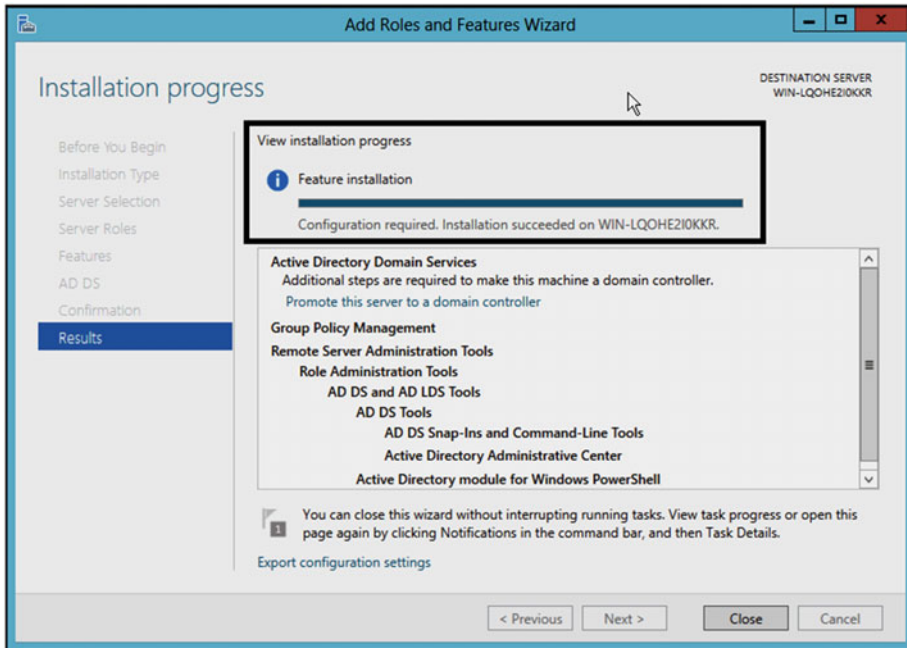 Add Roles and Features Wizard
Installation progress
DESTINATION SERVER
WIN-LQOHE2I0KKR
Before You Begin
Installation Type
Server Selection
Server Roles
Features
AD DS
Confirmation
Results
View installation progress
Feature installation
Configuration required. Installation succeeded on WIN-LQOHE2I0KKR.
Active Directory Domain Services
Additional steps are required to make this machine a domain controller.
Promote this server to a domain controller
Group Policy Management
Remote Server Administration Tools
Role Administration Tools
AD DS and AD LDS Tools
AD DS Tools
AD DS Snap-Ins and Command-Line Tools
Active Directory Administrative Center
Active Directory module for Windows PowerShell
1
You can close this wizard without interrupting running tasks. View task progress or open this
page again by clicking Notifications in the command bar, and then Task Details.
Export configuration settings
< Previous
Next >
Close
Cancel